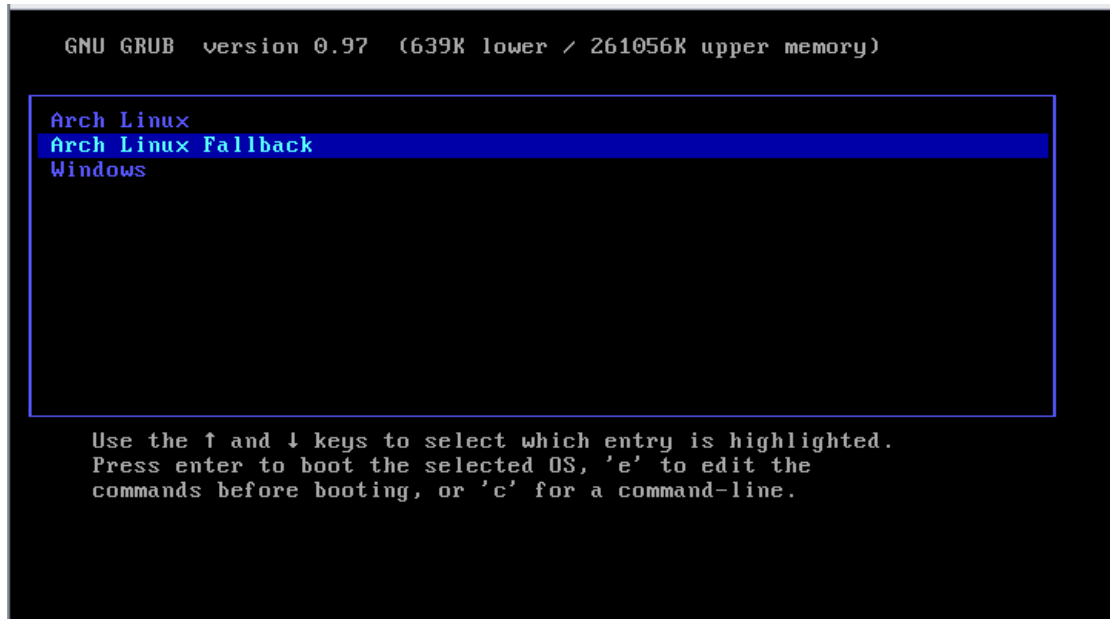 GNU GRUB  version 0.97  (639K lower / 261056K upper memory)
Arch Linux
Arch Linux Fallback
Windows
Use the ↑ and ↓ keys to select which entry is highlighted.
Press enter to boot the selected OS, 'e' to edit the
commands before booting, or 'c' for a command-line.